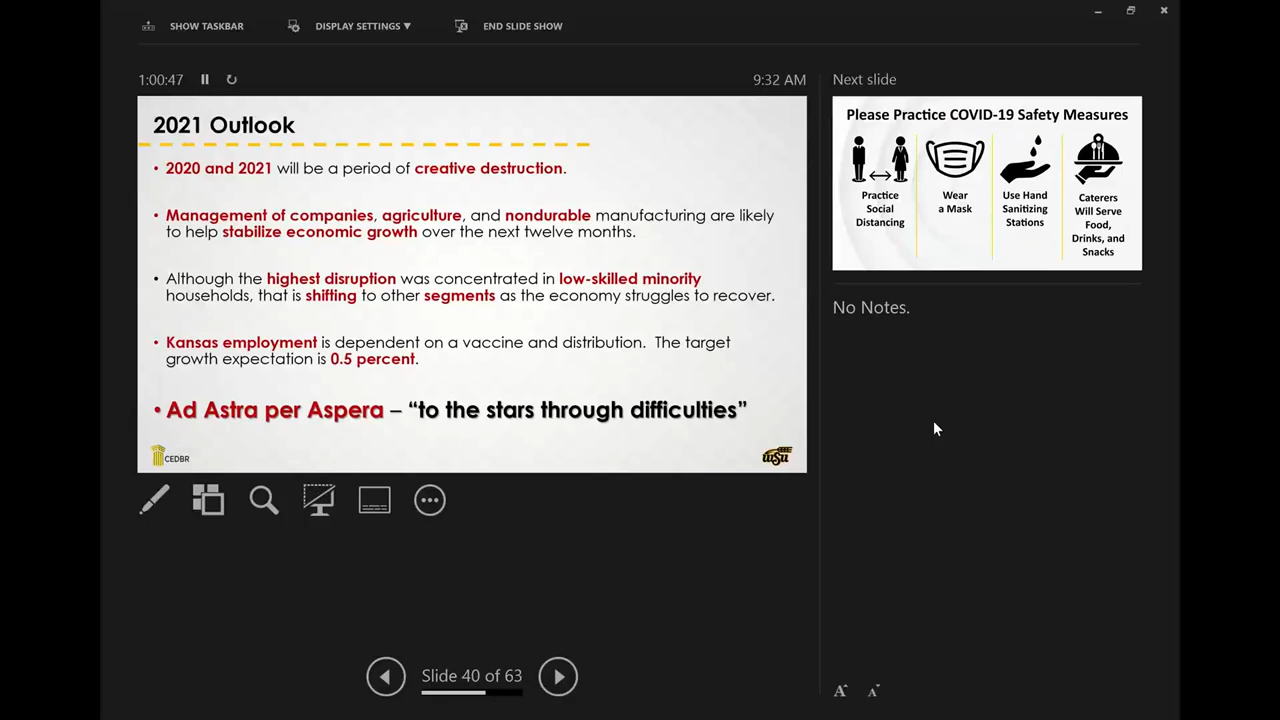 SHOW TASKBAR
DISPLAY SETTINGS ▼
END SLIDE SHOW
1:00:47
9:32 AM
2021 Outlook
• 2020 and 2021 will be a period of creative destruction.
• Management of companies, agriculture, and nondurable manufacturing are likely
to help stabilize economic growth over the next twelve months.
• Although the highest disruption was concentrated in low-skilled minority
households, that is shifting to other segments as the economy struggles to recover.
• Kansas employment is dependent on a vaccine and distribution. The target
growth expectation is 0.5 percent.
• Ad Astra per Aspera – “to the stars through difficulties”
CEDBR
WSU
Slide 40 of 63
Next slide
Please Practice COVID-19 Safety Measures
Practice
Social
Distancing
Wear
a Mask
Use Hand
Sanitizing
Stations
Caterers
Will Serve
Food,
Drinks, and
Snacks
No Notes.
A A